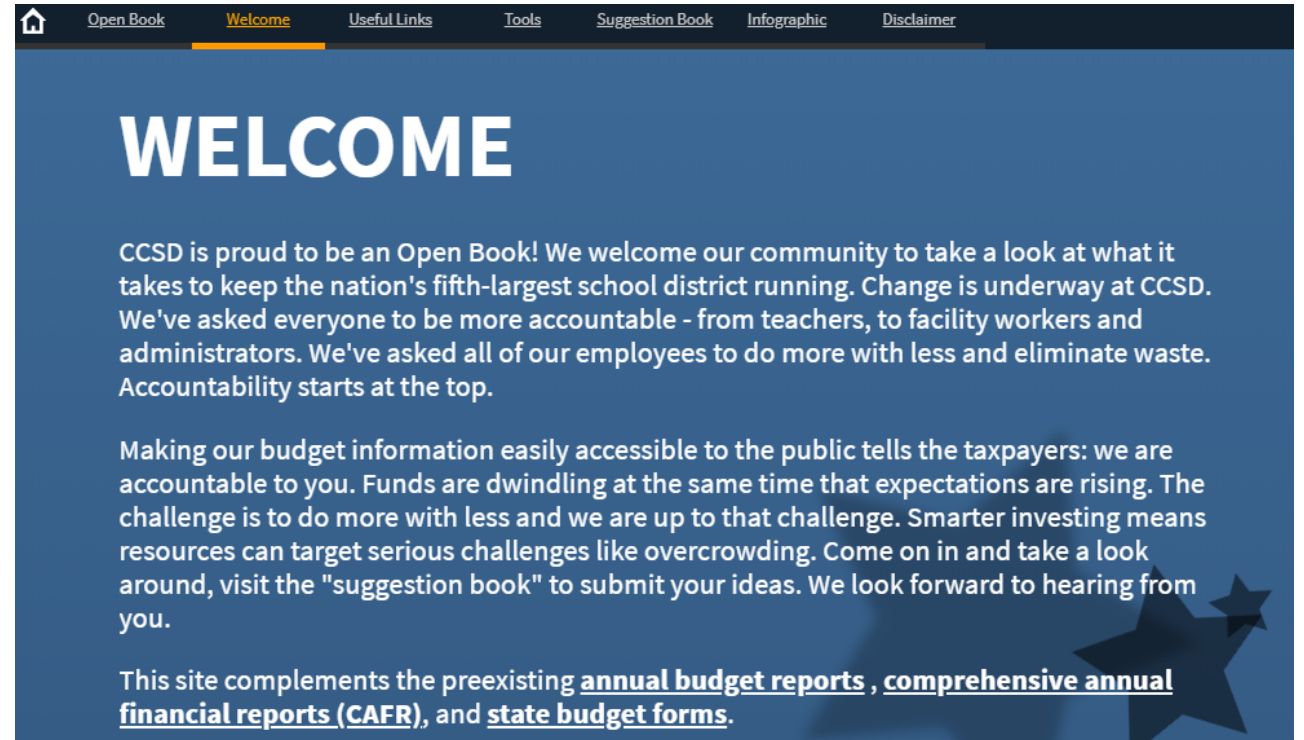 Open Book Welcome Useful Links Tools Suggestion Book Infographic Disclaimer
WELCOME
CCSD is proud to be an Open Book! We welcome our community to take a look at what it
takes to keep the nation's fifth-largest school district running. Change is underway at CCSD.
We've asked everyone to be more accountable - from teachers, to facility workers and
administrators. We've asked all of our employees to do more with less and eliminate waste.
Accountability starts at the top.
Making our budget information easily accessible to the public tells the taxpayers: we are
accountable to you. Funds are dwindling at the same time that expectations are rising. The
challenge is to do more with less and we are up to that challenge. Smarter investing means
resources can target serious challenges like overcrowding. Come on in and take a look
around, visit the "suggestion book" to submit your ideas. We look forward to hearing from
you.
This site complements the preexisting annual budget reports , comprehensive annual
financial reports (CAFR), and state budget forms.